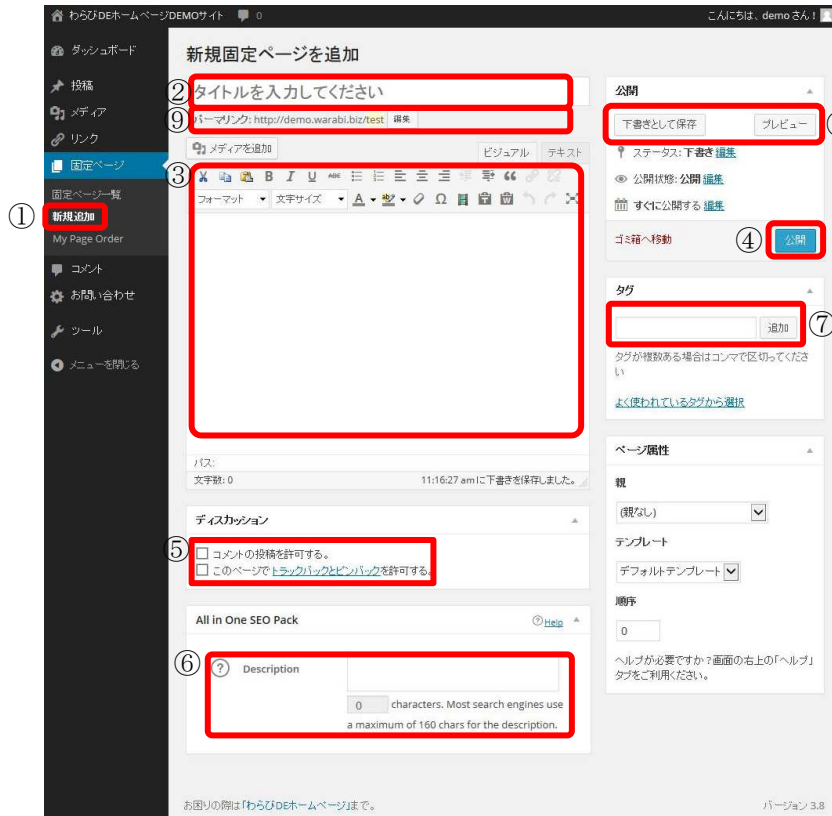 わらびDEホームページDEMOサイト 0 こんにちは、demo さん！
ダッシュボード
投稿
メディア
リンク
固定ページ
固定ページ一覧
① 新規追加
My Page Order
コメント
お問い合わせ
ツール
メニューを閉じる
新規固定ページを追加
② タイトルを入力してください
⑨ パーマリンク: http://demo.warabi.biz/test 編集
メディアを追加
ビジュアル テキスト
③
B I U ABC
フォーマット 文字サイズ A ab Ω
パス:
文字数: 0 11:16:27 am に下書きを保存しました。
ディスカッション
⑤
コメントの投稿を許可する。
このページでトラックバックとピンバックを許可する。
All in One SEO Pack Help
⑥ ? Description
0 characters. Most search engines use
a maximum of 160 chars for the description.
公開
下書きとして保存 プレビュー
ステータス: 下書き 編集
公開状態: 公開 編集
すぐに公開する 編集
ゴミ箱へ移動 ④ 公開
タグ
追加 ⑦
タグが複数ある場合はコンマで区切ってくださ
い
よく使われているタグから選択
ページ属性
親
(親なし)
テンプレート
デフォルトテンプレート
順序
0
ヘルプが必要ですか？画面の右上の「ヘルプ」
タブをご利用ください。
お困りの際は「わらびDEホームページ」まで。 バージョン 3.8